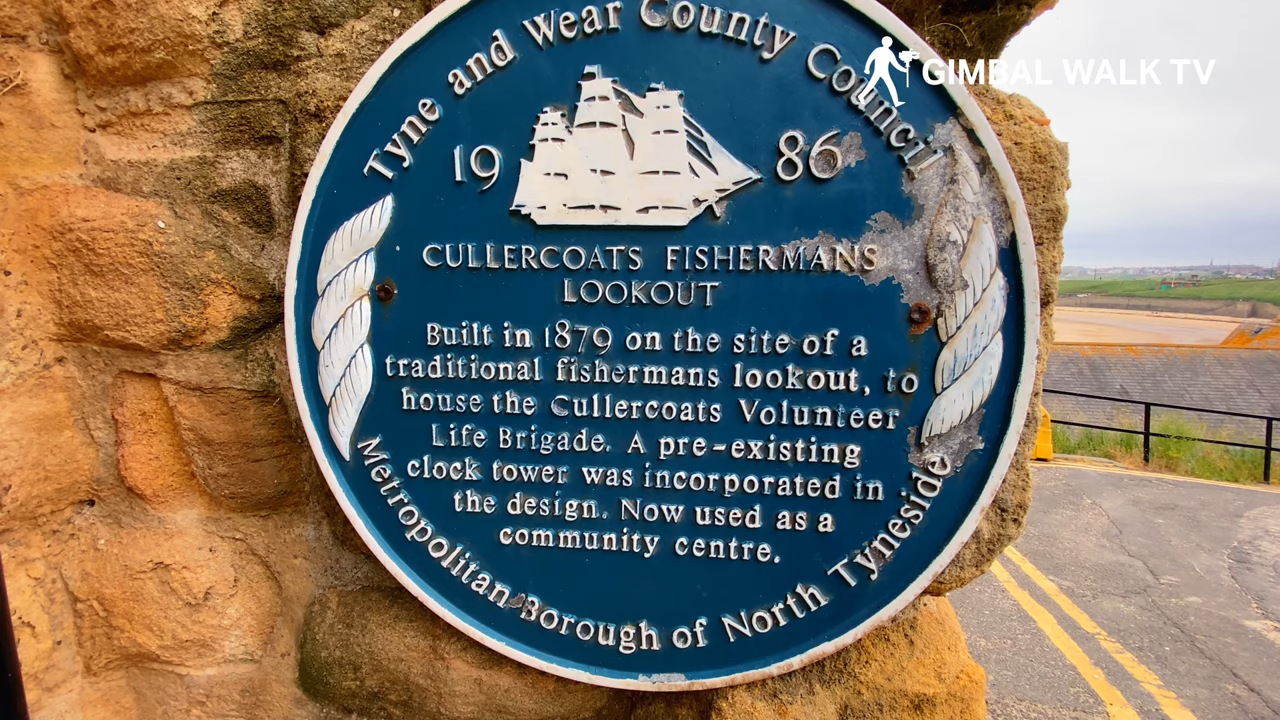 GIMBAL WALK TV
Tyne and Wear County Council
1986
CULLERCOATS FISHERMANS
LOOKOUT
Built in 1879 on the site of a
traditional fishermans lookout, to
house the Cullercoats Volunteer
Life Brigade. A pre-existing
clock tower was incorporated in
the design. Now used as a
community centre.
Metropolitan Borough of North Tyneside